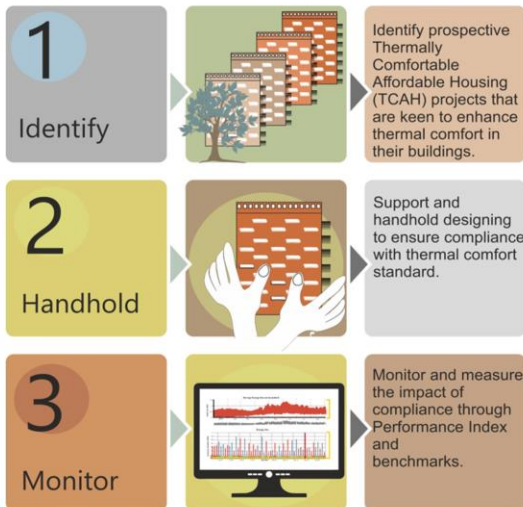 1
Identify
Identify prospective
Thermally
Comfortable
Affordable Housing
(TCAH) projects that
are keen to enhance
thermal comfort in
their buildings.
2
Handhold
Support and
handhold designing
to ensure compliance
with thermal comfort
standard.
3
Monitor
Monitor and measure
the impact of
compliance through
Performance Index
and
benchmarks.